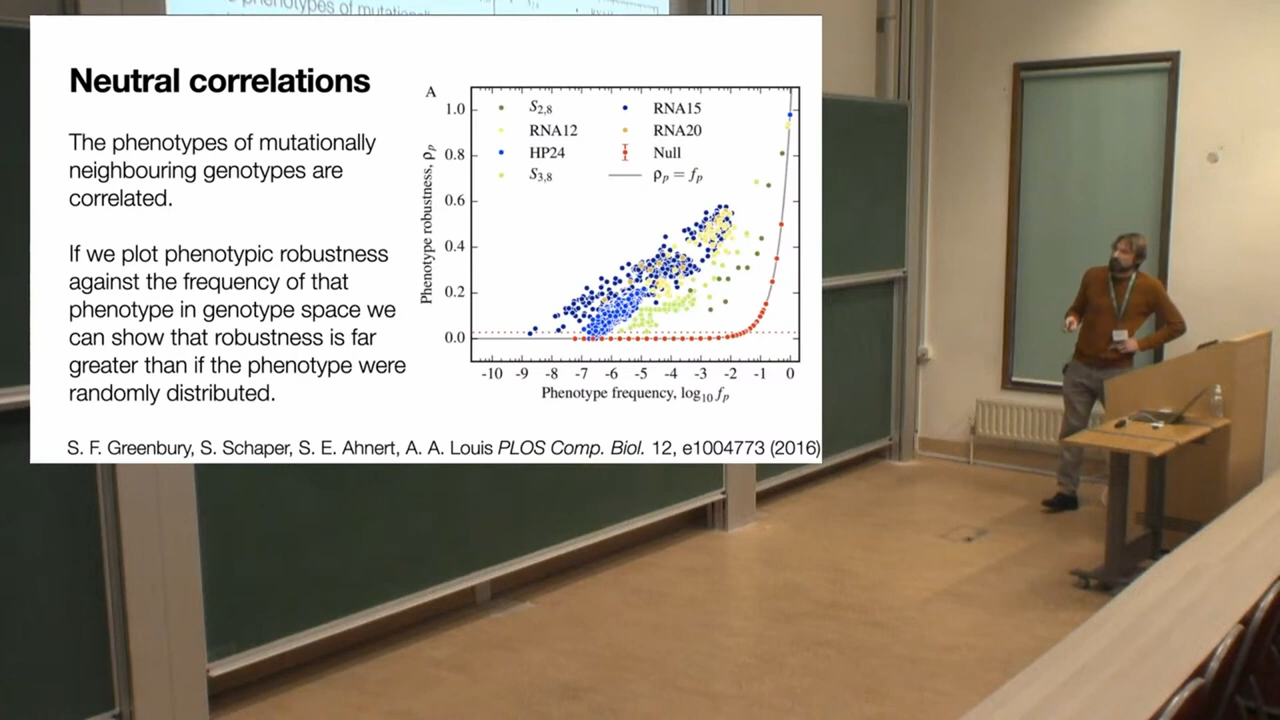 phenotypes of mutationally
Neutral correlations
The phenotypes of mutationally
neighbouring genotypes are
correlated.
If we plot phenotypic robustness
against the frequency of that
phenotype in genotype space we
can show that robustness is far
greater than if the phenotype were
randomly distributed.
A
Phenotype robustness, ρp
1.0
0.8
0.6
0.4
0.2
0.0
S2,8
RNA12
HP24
S3,8
RNA15
RNA20
Null
ρp = fp
-10 -9 -8 -7 -6 -5 -4 -3 -2 -1 0
Phenotype frequency, log10 fp
S. F. Greenbury, S. Schaper, S. E. Ahnert, A. A. Louis PLOS Comp. Biol. 12, e1004773 (2016)